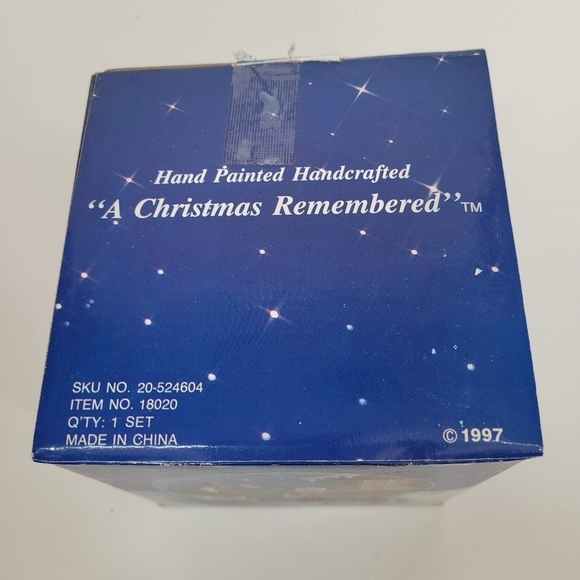 Hand Painted Handcrafted
“A Christmas Remembered”™
SKU NO. 20-524604
ITEM NO. 18020
Q'TY: 1 SET
MADE IN CHINA
© 1997